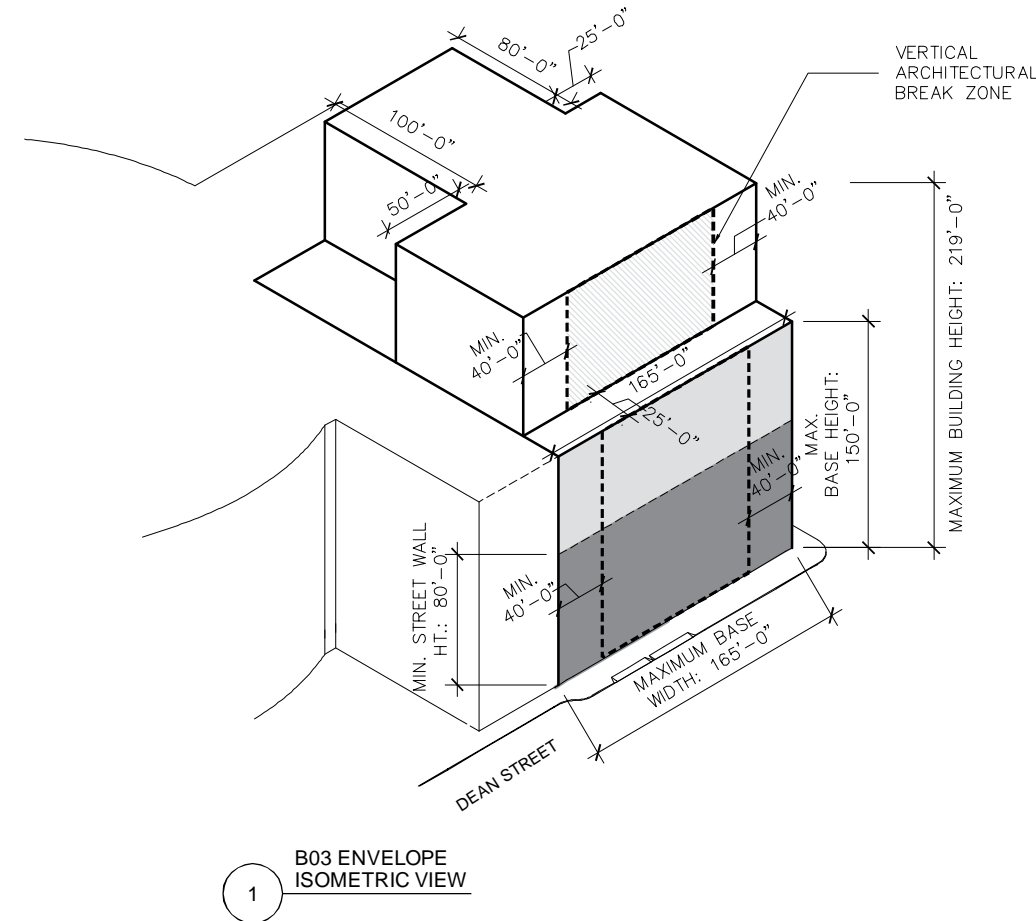 80'-0"
25'-0"
VERTICAL
ARCHITECTURAL
BREAK ZONE
100'-0"
50'-0"
MIN.
40'-0"
MAXIMUM BUILDING HEIGHT: 219'-0"
MIN.
40'-0"
165'-0"
25'-0"
MAX.
BASE HEIGHT:
150'-0"
MIN.
40'-0"
MIN. STREET WALL
HT.: 80'-0"
MIN.
40'-0"
MAXIMUM BASE
WIDTH: 165'-0"
DEAN STREET
1
B03 ENVELOPE
ISOMETRIC VIEW